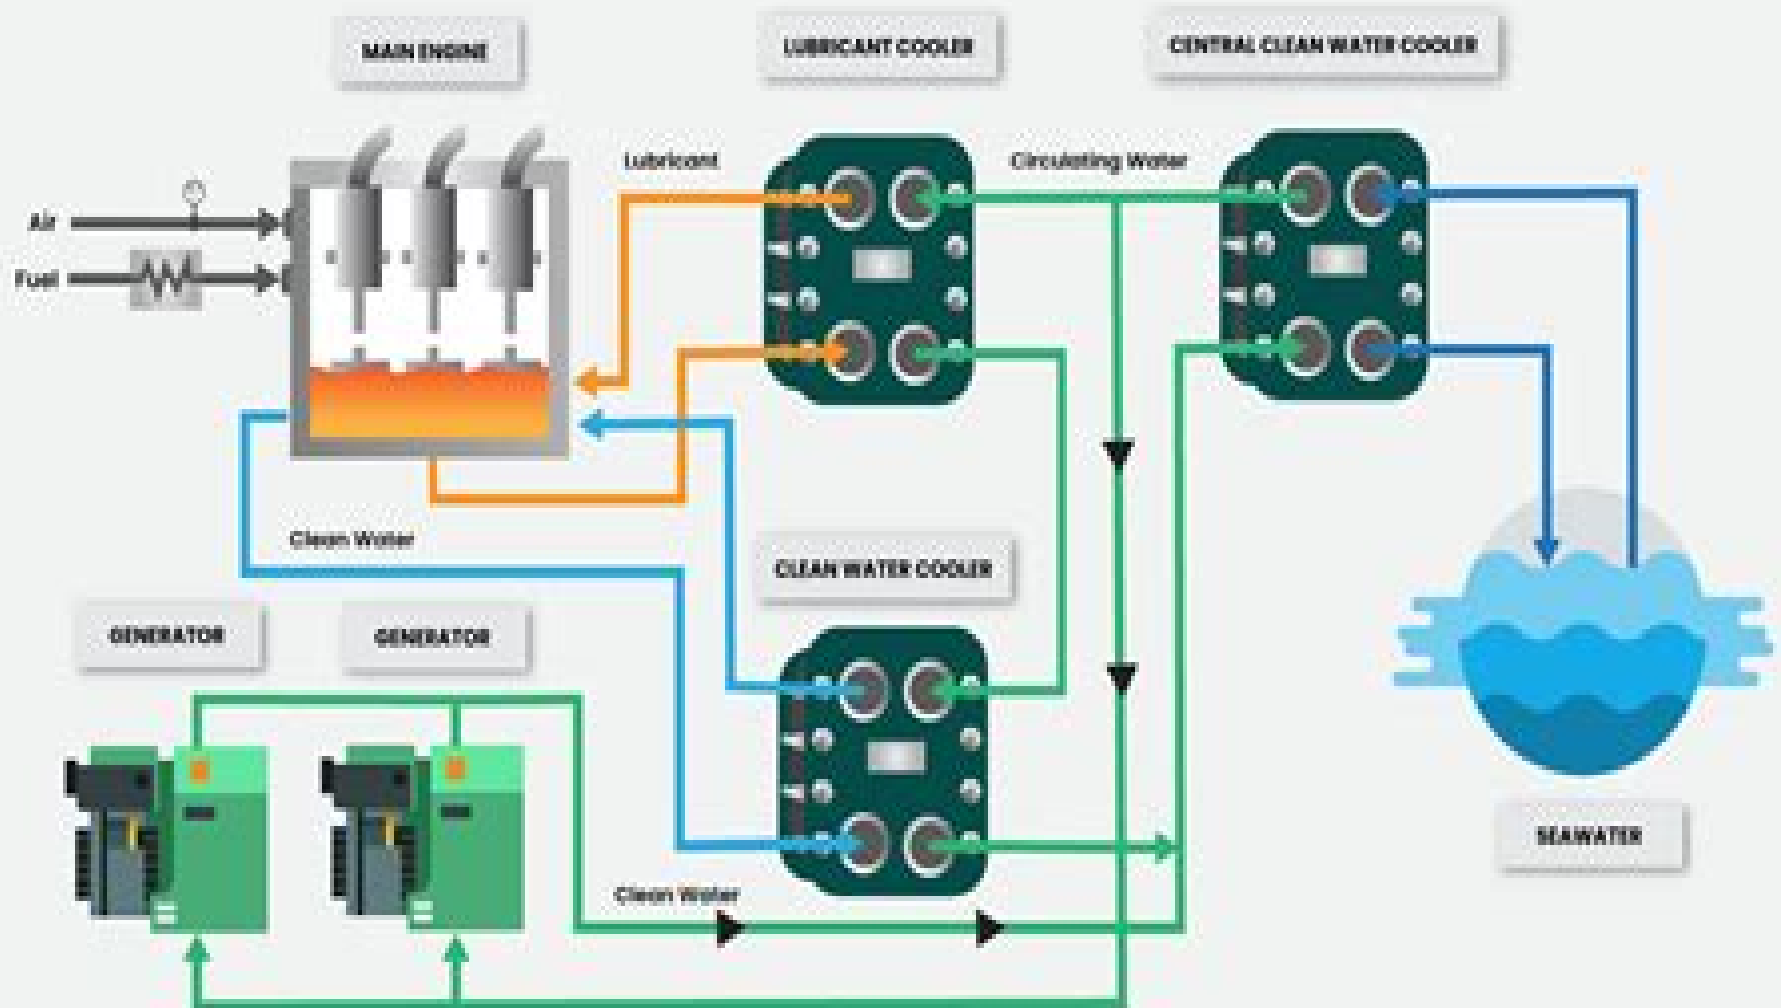 MAIN ENGINE
LUBRICANT COOLER
CENTRAL CLEAN WATER COOLER
Lubricant
Circulating Water
Air
Fuel
Clean Water
CLEAN WATER COOLER
GENERATOR
GENERATOR
SEAWATER
Clean Water